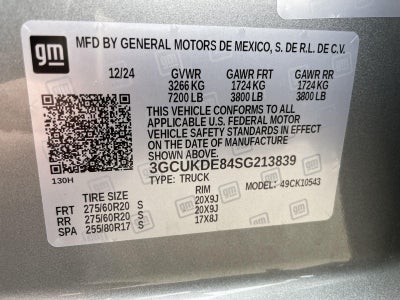 gm MFD BY GENERAL MOTORS DE MEXICO, S. DE R.L. DE C.V.
12/24 GVWR GAWR FRT GAWR RR
3266 KG 1724 KG 1724 KG
7200 LB 3800 LB 3800 LB
THIS VEHICLE CONFORMS TO ALL
APPLICABLE U.S. FEDERAL MOTOR
VEHICLE SAFETY STANDARDS IN EFFECT
ON THE DATE OF MANUFACTURE
SHOWN ABOVE.
3GCUKDE84SG213839
130H TYPE: TRUCK MODEL: 49CK10543
TIRE SIZE RIM
FRT 275/60R20 S 20X9J
RR 275/60R20 S 20X9J
SPA 255/80R17 S 17X8J